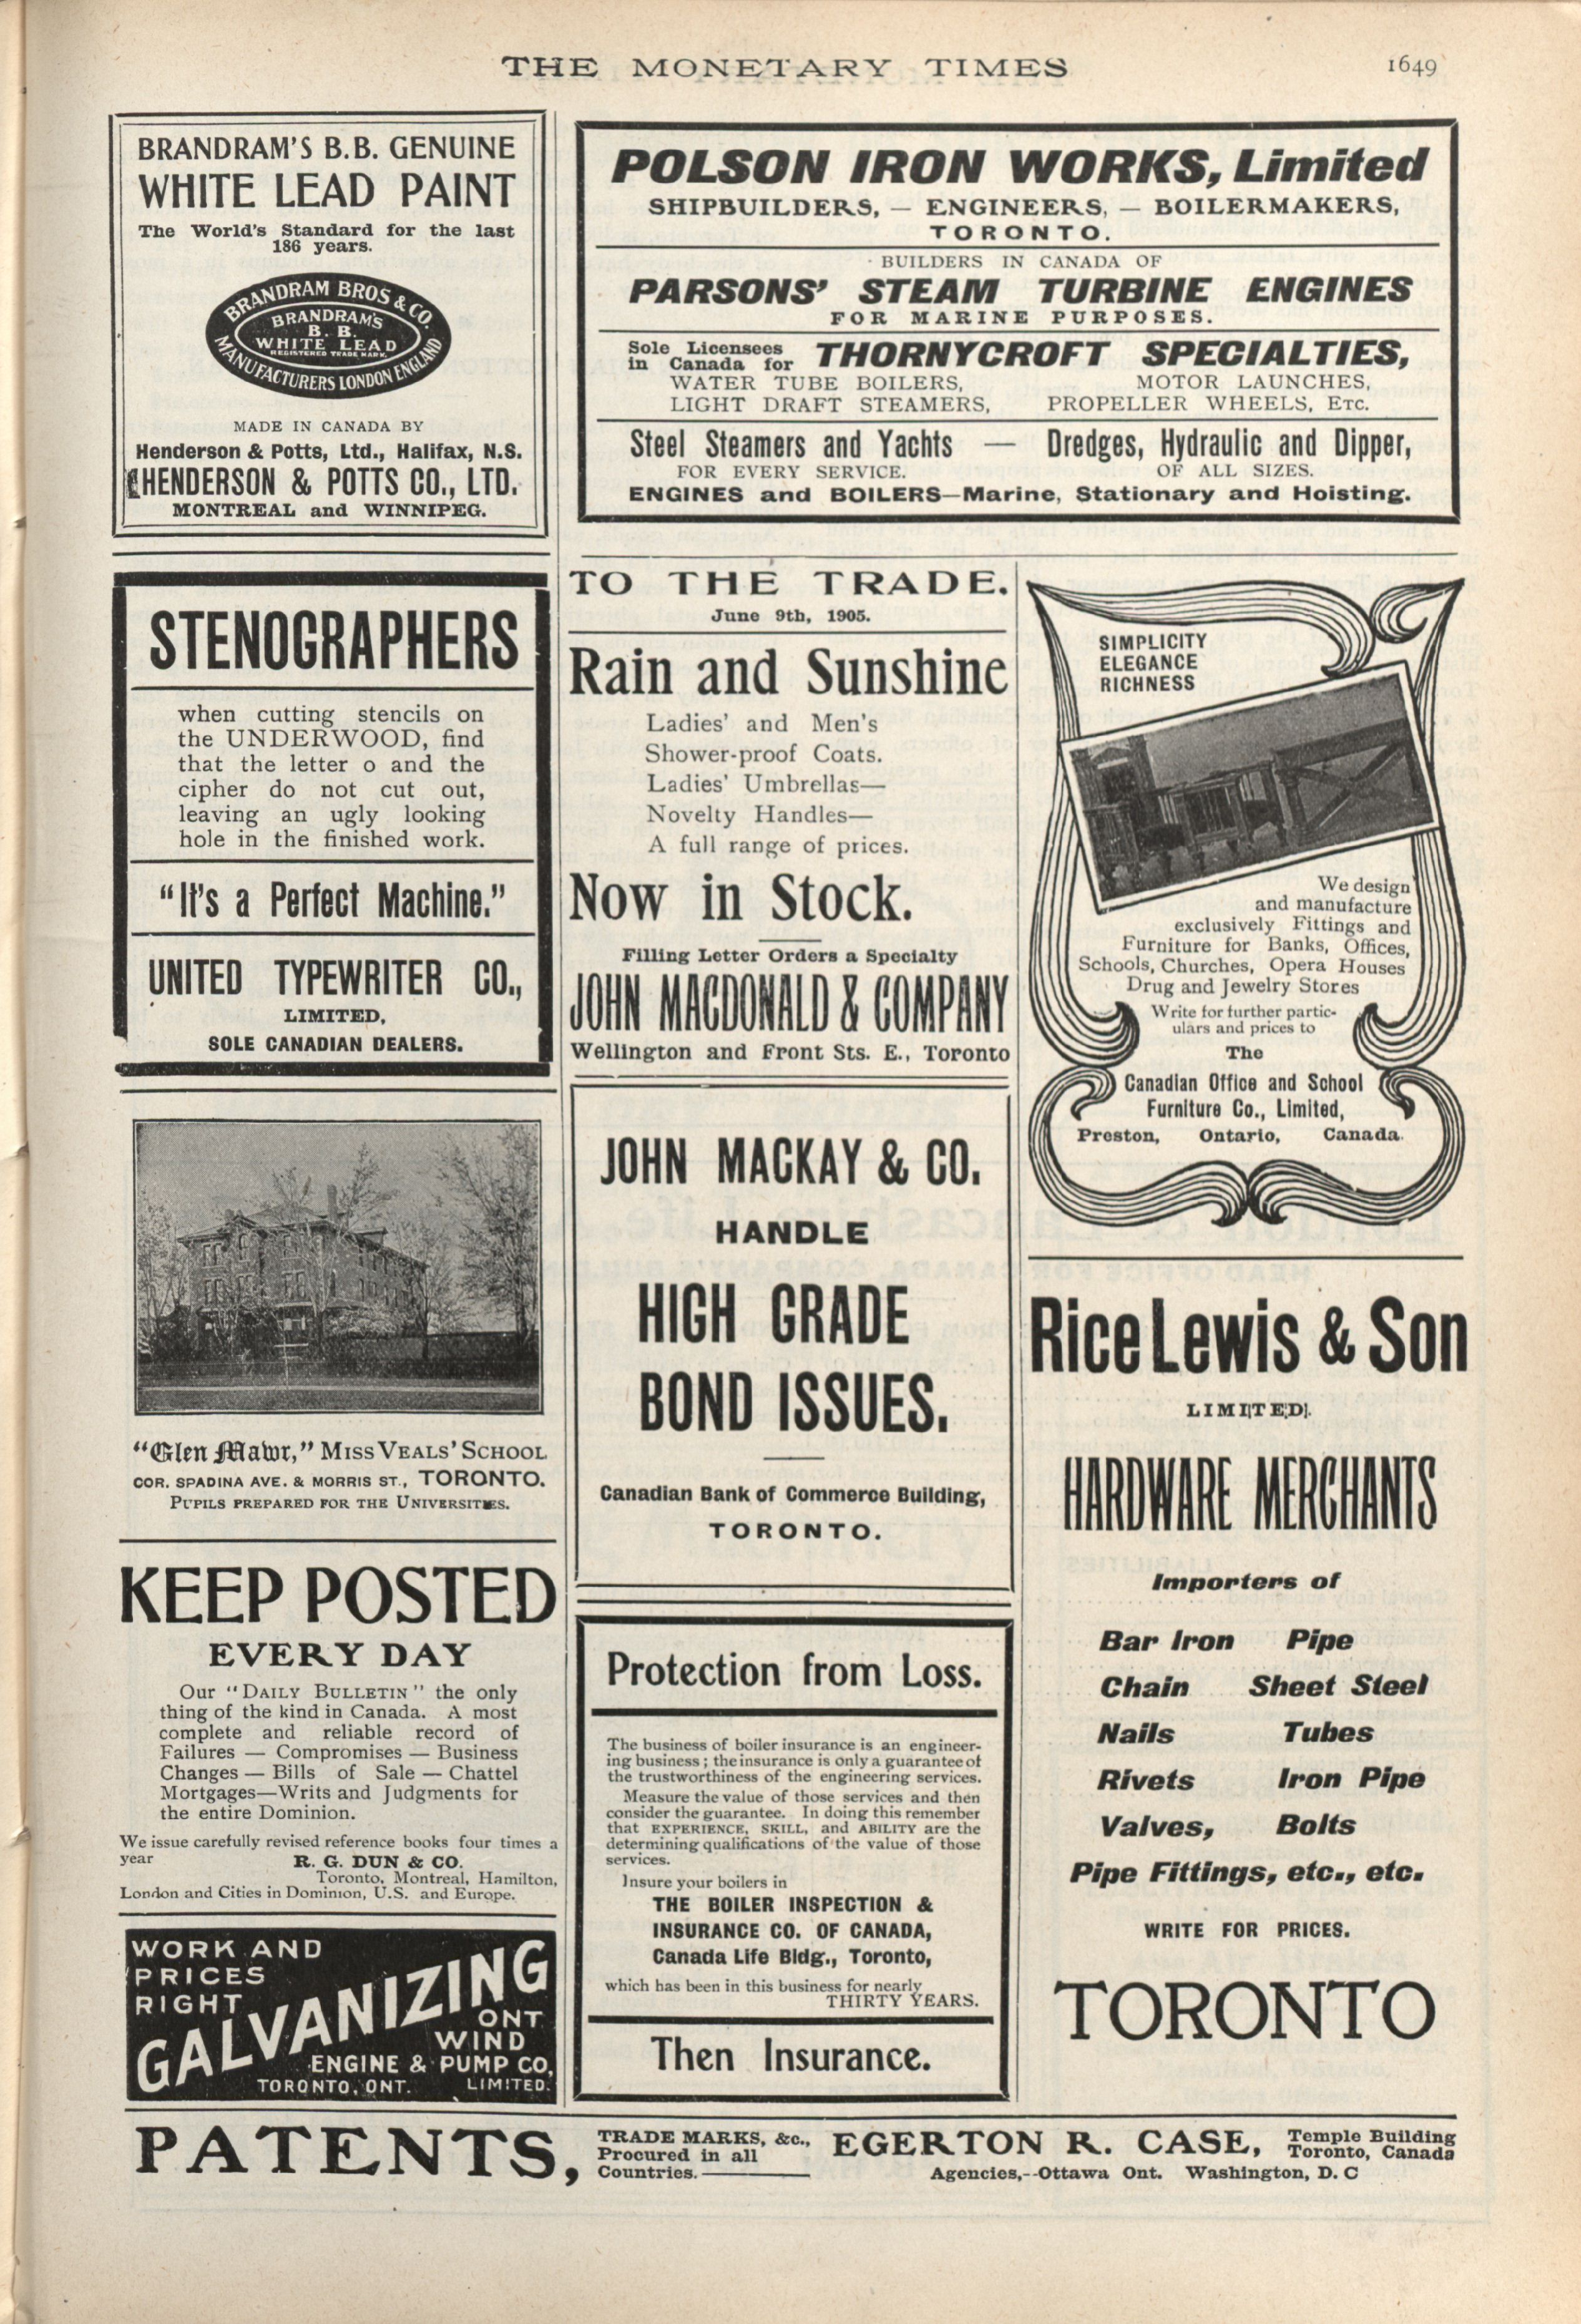 THE MONETARY TIMES
1649
BRANDRAM'S B.B. GENUINE
WHITE LEAD PAINT
The World's Standard for the last
186 years.
BRANDRAM BROS & CO.
BRANDRAM'S
B. B.
WHITE LEAD
REGISTERED TRADE MARK.
MANUFACTURERS LONDON ENGLAND
MADE IN CANADA BY
Henderson & Potts, Ltd., Halifax, N.S.
HENDERSON & POTTS CO., LTD.
MONTREAL and WINNIPEG.
POLSON IRON WORKS, Limited
SHIPBUILDERS, — ENGINEERS, — BOILERMAKERS,
TORONTO.
BUILDERS IN CANADA OF
PARSONS' STEAM TURBINE ENGINES
FOR MARINE PURPOSES.
Sole Licensees
in Canada for THORNYCROFT SPECIALTIES,
WATER TUBE BOILERS, MOTOR LAUNCHES,
LIGHT DRAFT STEAMERS, PROPELLER WHEELS, ETC.
Steel Steamers and Yachts — Dredges, Hydraulic and Dipper,
FOR EVERY SERVICE. OF ALL SIZES.
ENGINES and BOILERS—Marine, Stationary and Hoisting.
STENOGRAPHERS
when cutting stencils on
the UNDERWOOD, find
that the letter o and the
cipher do not cut out,
leaving an ugly looking
hole in the finished work.
"It's a Perfect Machine."
UNITED TYPEWRITER CO.,
LIMITED,
SOLE CANADIAN DEALERS.
TO THE TRADE.
June 9th, 1905.
Rain and Sunshine
Ladies' and Men's
Shower-proof Coats.
Ladies' Umbrellas—
Novelty Handles—
A full range of prices.
Now in Stock.
Filling Letter Orders a Specialty
JOHN MACDONALD & COMPANY
Wellington and Front Sts. E., Toronto
SIMPLICITY
ELEGANCE
RICHNESS
We design
and manufacture
exclusively Fittings and
Furniture for Banks, Offices,
Schools, Churches, Opera Houses
Drug and Jewelry Stores
Write for further partic-
ulars and prices to
The
Canadian Office and School
Furniture Co., Limited,
Preston, Ontario, Canada.
"Glen Mawr," MISS VEALS' SCHOOL
COR. SPADINA AVE. & MORRIS ST., TORONTO.
PUPILS PREPARED FOR THE UNIVERSITIES.
JOHN MACKAY & CO.
HANDLE
HIGH GRADE
BOND ISSUES.
Canadian Bank of Commerce Building,
TORONTO.
Rice Lewis & Son
LIMITED.
HARDWARE MERCHANTS
Importers of
Bar Iron Pipe
Chain Sheet Steel
Nails Tubes
Rivets Iron Pipe
Valves, Bolts
Pipe Fittings, etc., etc.
WRITE FOR PRICES.
TORONTO
KEEP POSTED
EVERY DAY
Our "DAILY BULLETIN" the only
thing of the kind in Canada. A most
complete and reliable record of
Failures — Compromises — Business
Changes — Bills of Sale — Chattel
Mortgages—Writs and Judgments for
the entire Dominion.
We issue carefully revised reference books four times a
year R. G. DUN & CO.
Toronto, Montreal, Hamilton,
London and Cities in Dominion, U.S. and Europe.
Protection from Loss.
The business of boiler insurance is an engineer-
ing business; the insurance is only a guarantee of
the trustworthiness of the engineering services.
Measure the value of those services and then
consider the guarantee. In doing this remember
that EXPERIENCE, SKILL, and ABILITY are the
determining qualifications of the value of those
services.
Insure your boilers in
THE BOILER INSPECTION &
INSURANCE CO. OF CANADA,
Canada Life Bldg., Toronto,
which has been in this business for nearly
THIRTY YEARS.
Then Insurance.
WORK AND
PRICES
RIGHT
GALVANIZING
ONT.
WIND
ENGINE & PUMP CO,
TORONTO, ONT. LIMITED.
PATENTS,
TRADE MARKS, &c.,
Procured in all
Countries.
EGERTON R. CASE,
Temple Building
Toronto, Canada
Agencies,--Ottawa Ont. Washington, D. C